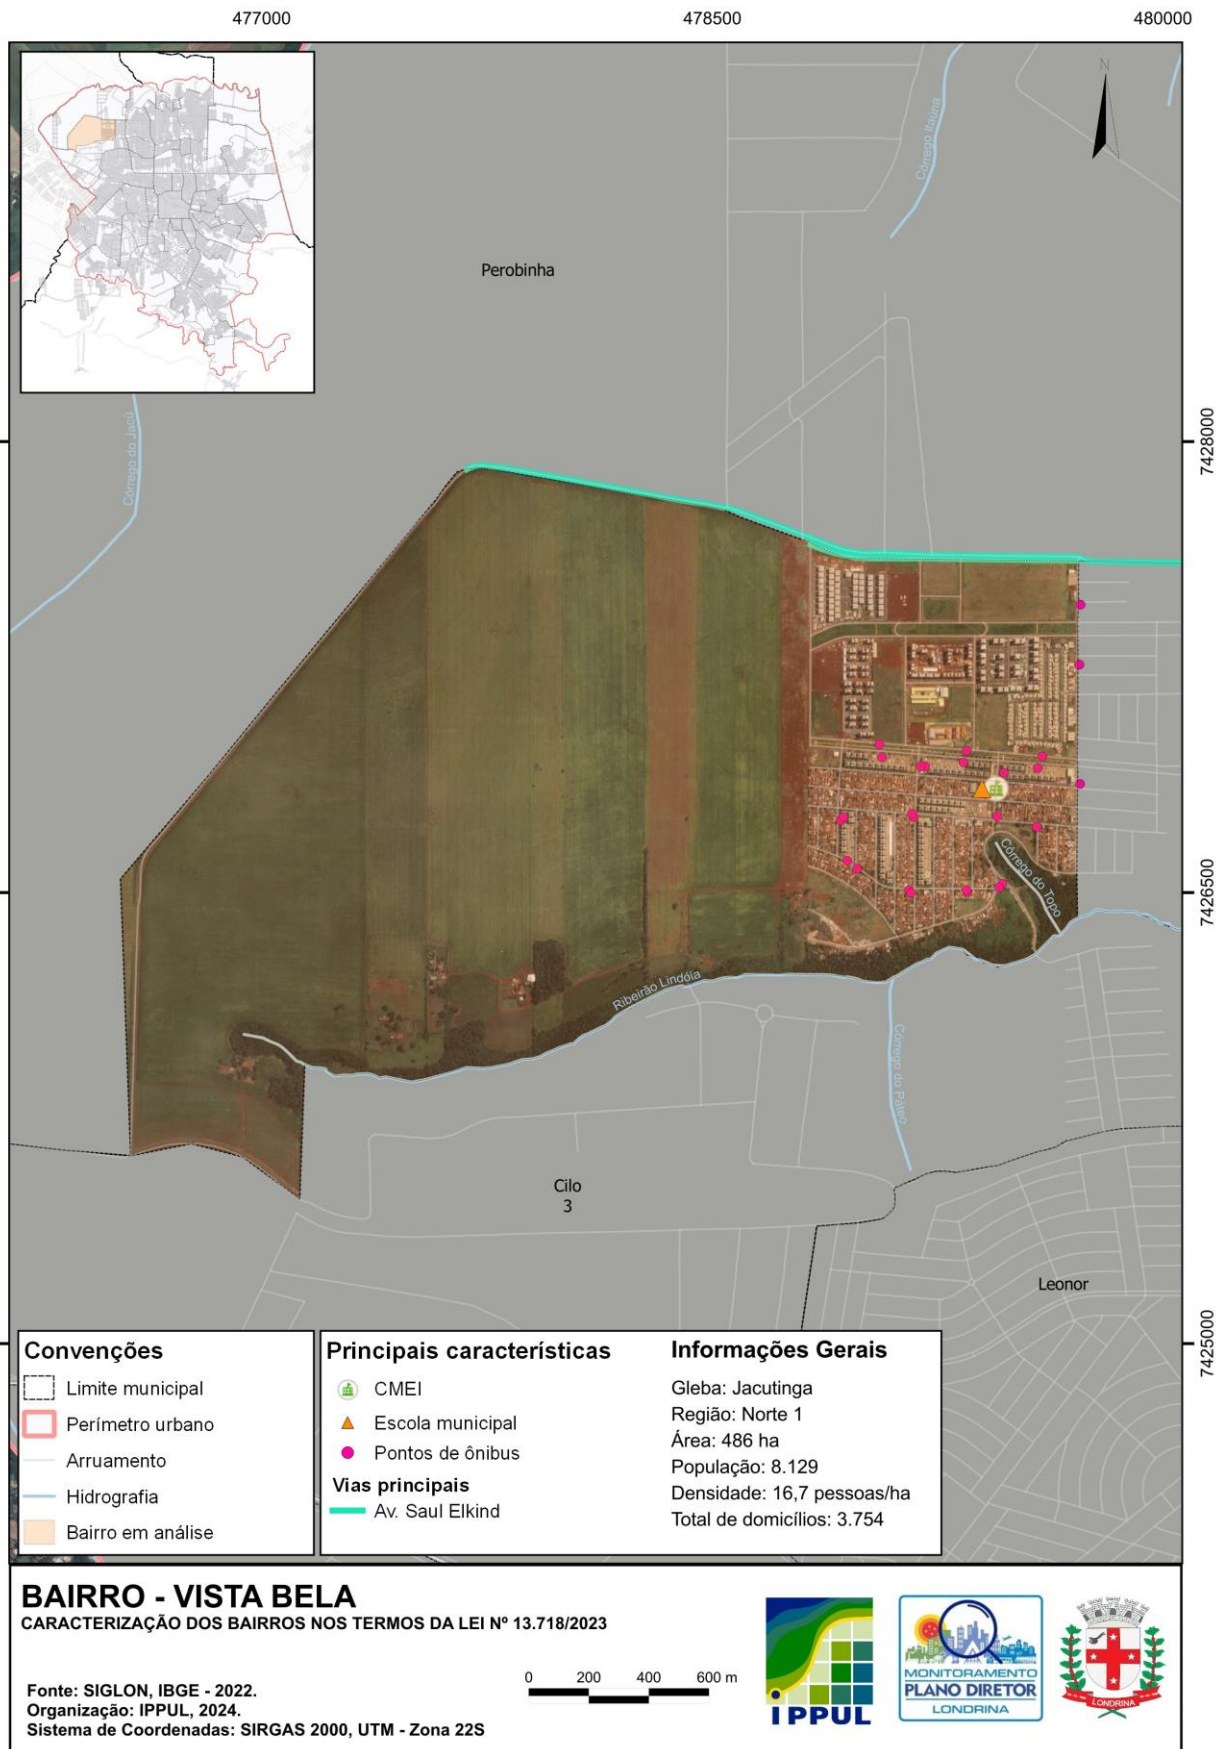 477000
478500
480000
N
Córrego Itaúna
Perobinha
Córrego do Jacú
7428000
Córrego do Topo
7426500
Ribeirão Lindóia
Córrego do Pateo
Cilo
3
Leonor
7425000
Convenções
Limite municipal
Perímetro urbano
Arruamento
Hidrografia
Bairro em análise
Principais características
CMEI
Escola municipal
Pontos de ônibus
Vias principais
Av. Saul Elkind
Informações Gerais
Gleba: Jacutinga
Região: Norte 1
Área: 486 ha
População: 8.129
Densidade: 16,7 pessoas/ha
Total de domicílios: 3.754
BAIRRO - VISTA BELA
CARACTERIZAÇÃO DOS BAIRROS NOS TERMOS DA LEI Nº 13.718/2023
Fonte: SIGLON, IBGE - 2022.
Organização: IPPUL, 2024.
Sistema de Coordenadas: SIRGAS 2000, UTM - Zona 22S
0 200 400 600 m
IPPUL
MONITORAMENTO
PLANO DIRETOR
LONDRINA
LONDRINA